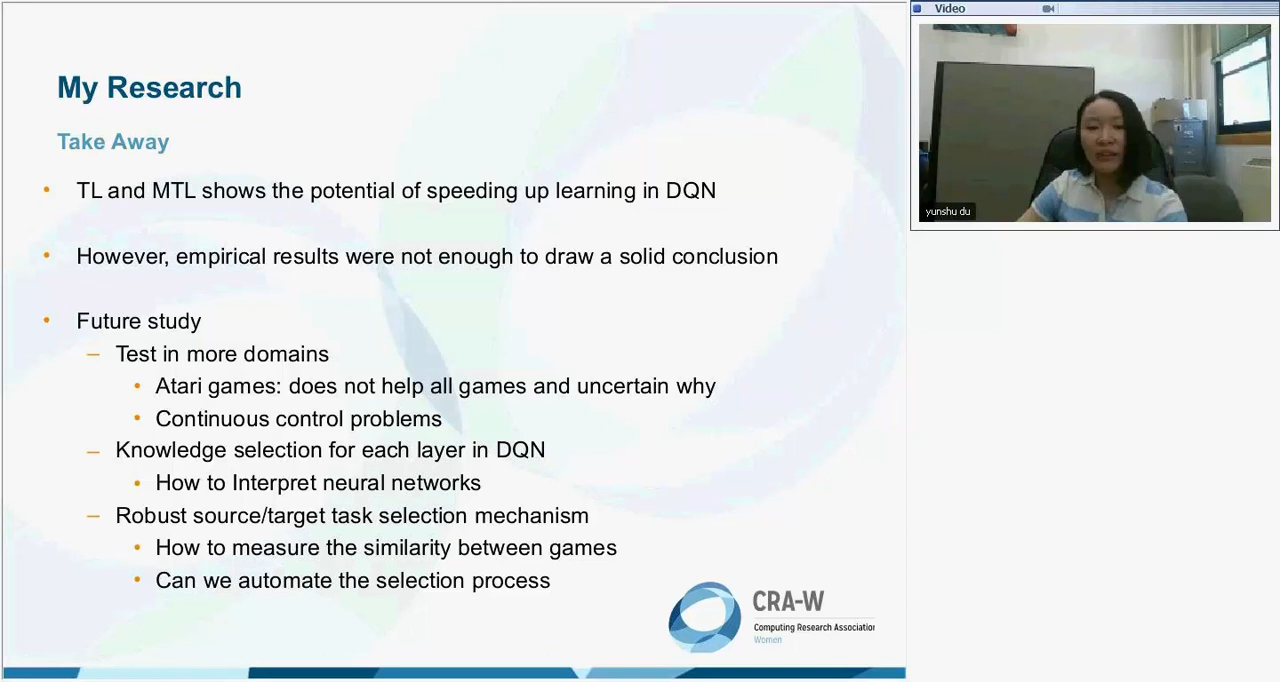 Video
My Research
Take Away
• TL and MTL shows the potential of speeding up learning in DQN
• However, empirical results were not enough to draw a solid conclusion
• Future study
– Test in more domains
• Atari games: does not help all games and uncertain why
• Continuous control problems
– Knowledge selection for each layer in DQN
• How to Interpret neural networks
– Robust source/target task selection mechanism
• How to measure the similarity between games
• Can we automate the selection process
CRA-W
Computing Research Association
Women
yunshu du